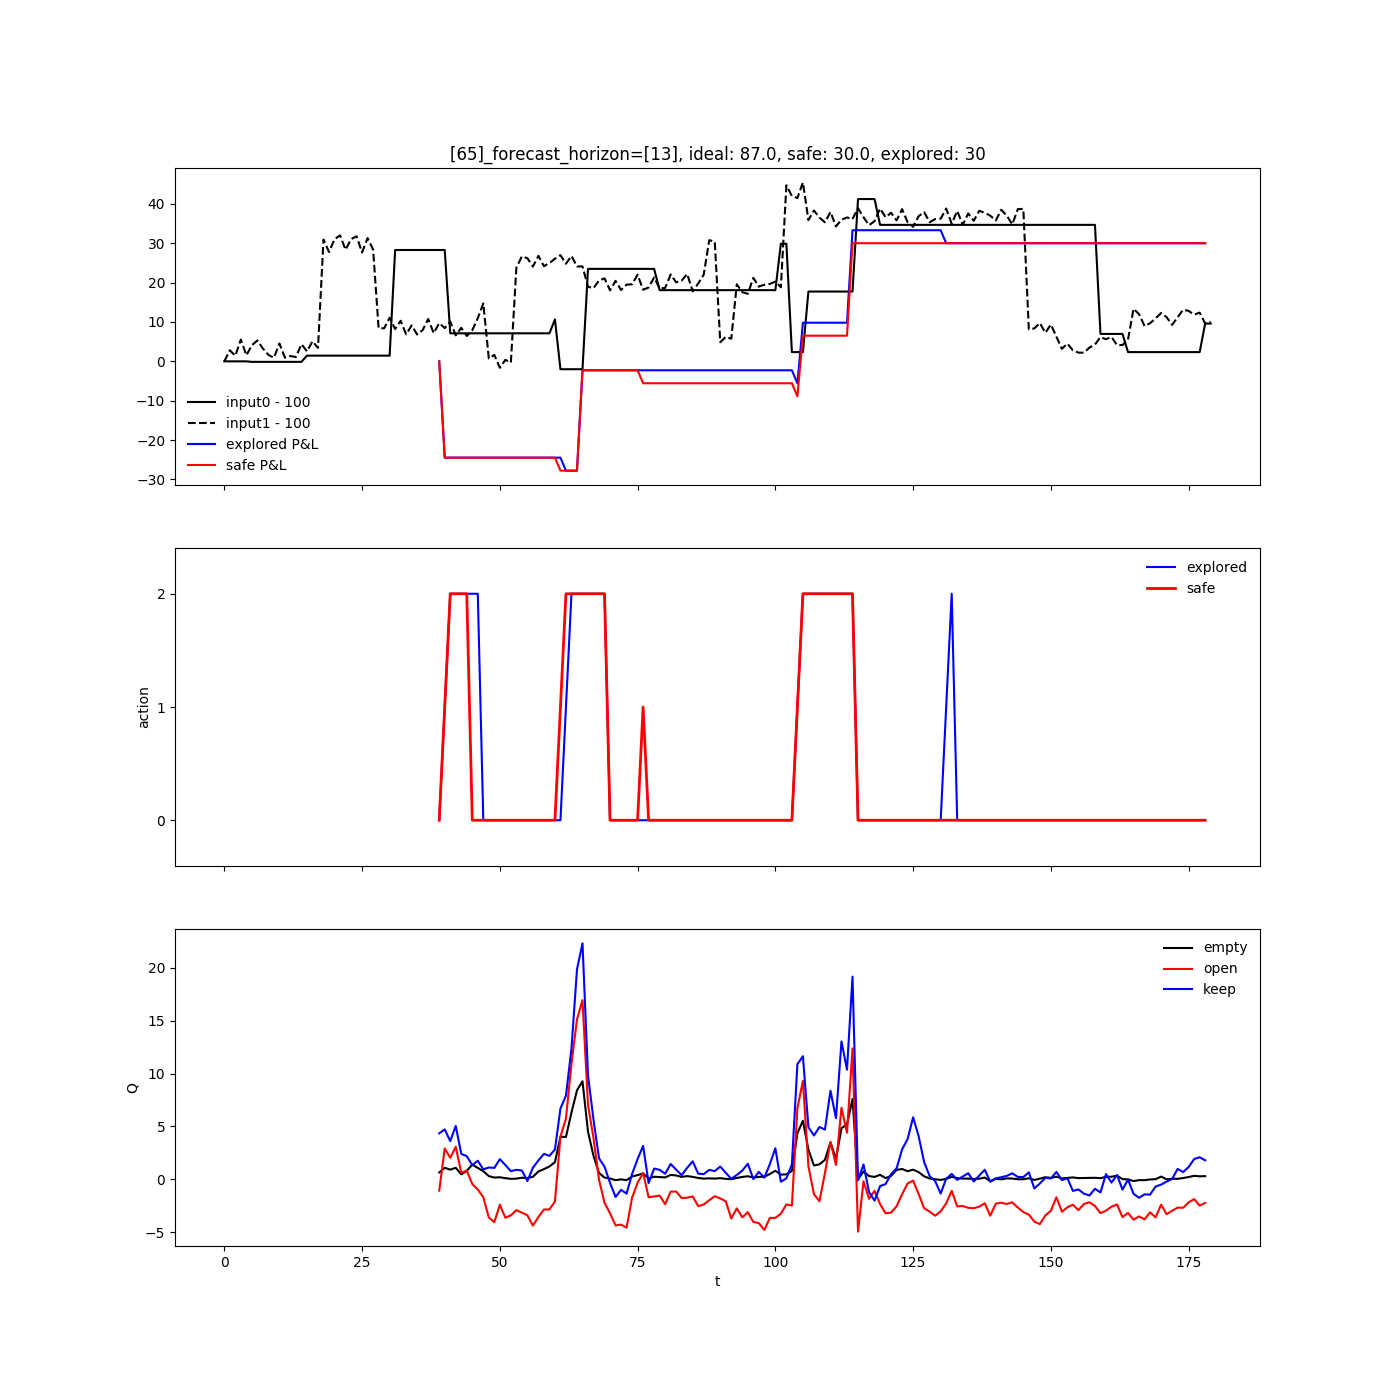 [65]_forecast_horizon=[13], ideal: 87.0, safe: 30.0, explored: 30
40
30
20
10
0
−10
−20
−30
input0 - 100
input1 - 100
explored P&L
safe P&L
2
1
0
action
explored
safe
20
15
10
5
0
−5
Q
empty
open
keep
0 25 50 75 100 125 150 175
t